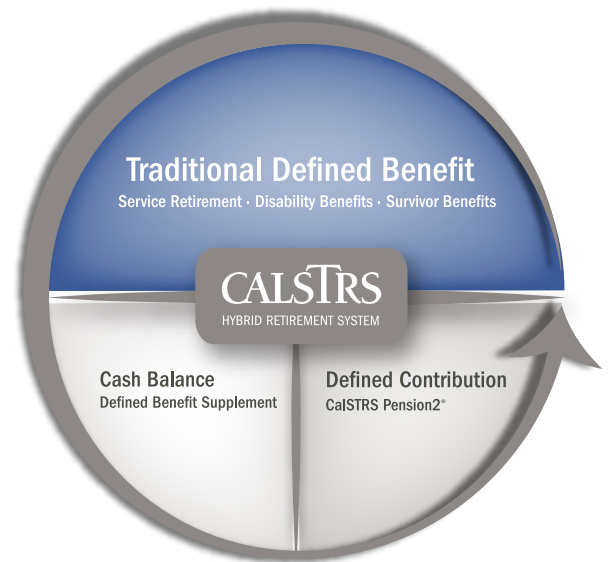 Traditional Defined Benefit
Service Retirement · Disability Benefits · Survivor Benefits
CALSTRS
HYBRID RETIREMENT SYSTEM
Cash Balance
Defined Benefit Supplement
Defined Contribution
CalSTRS Pension2®